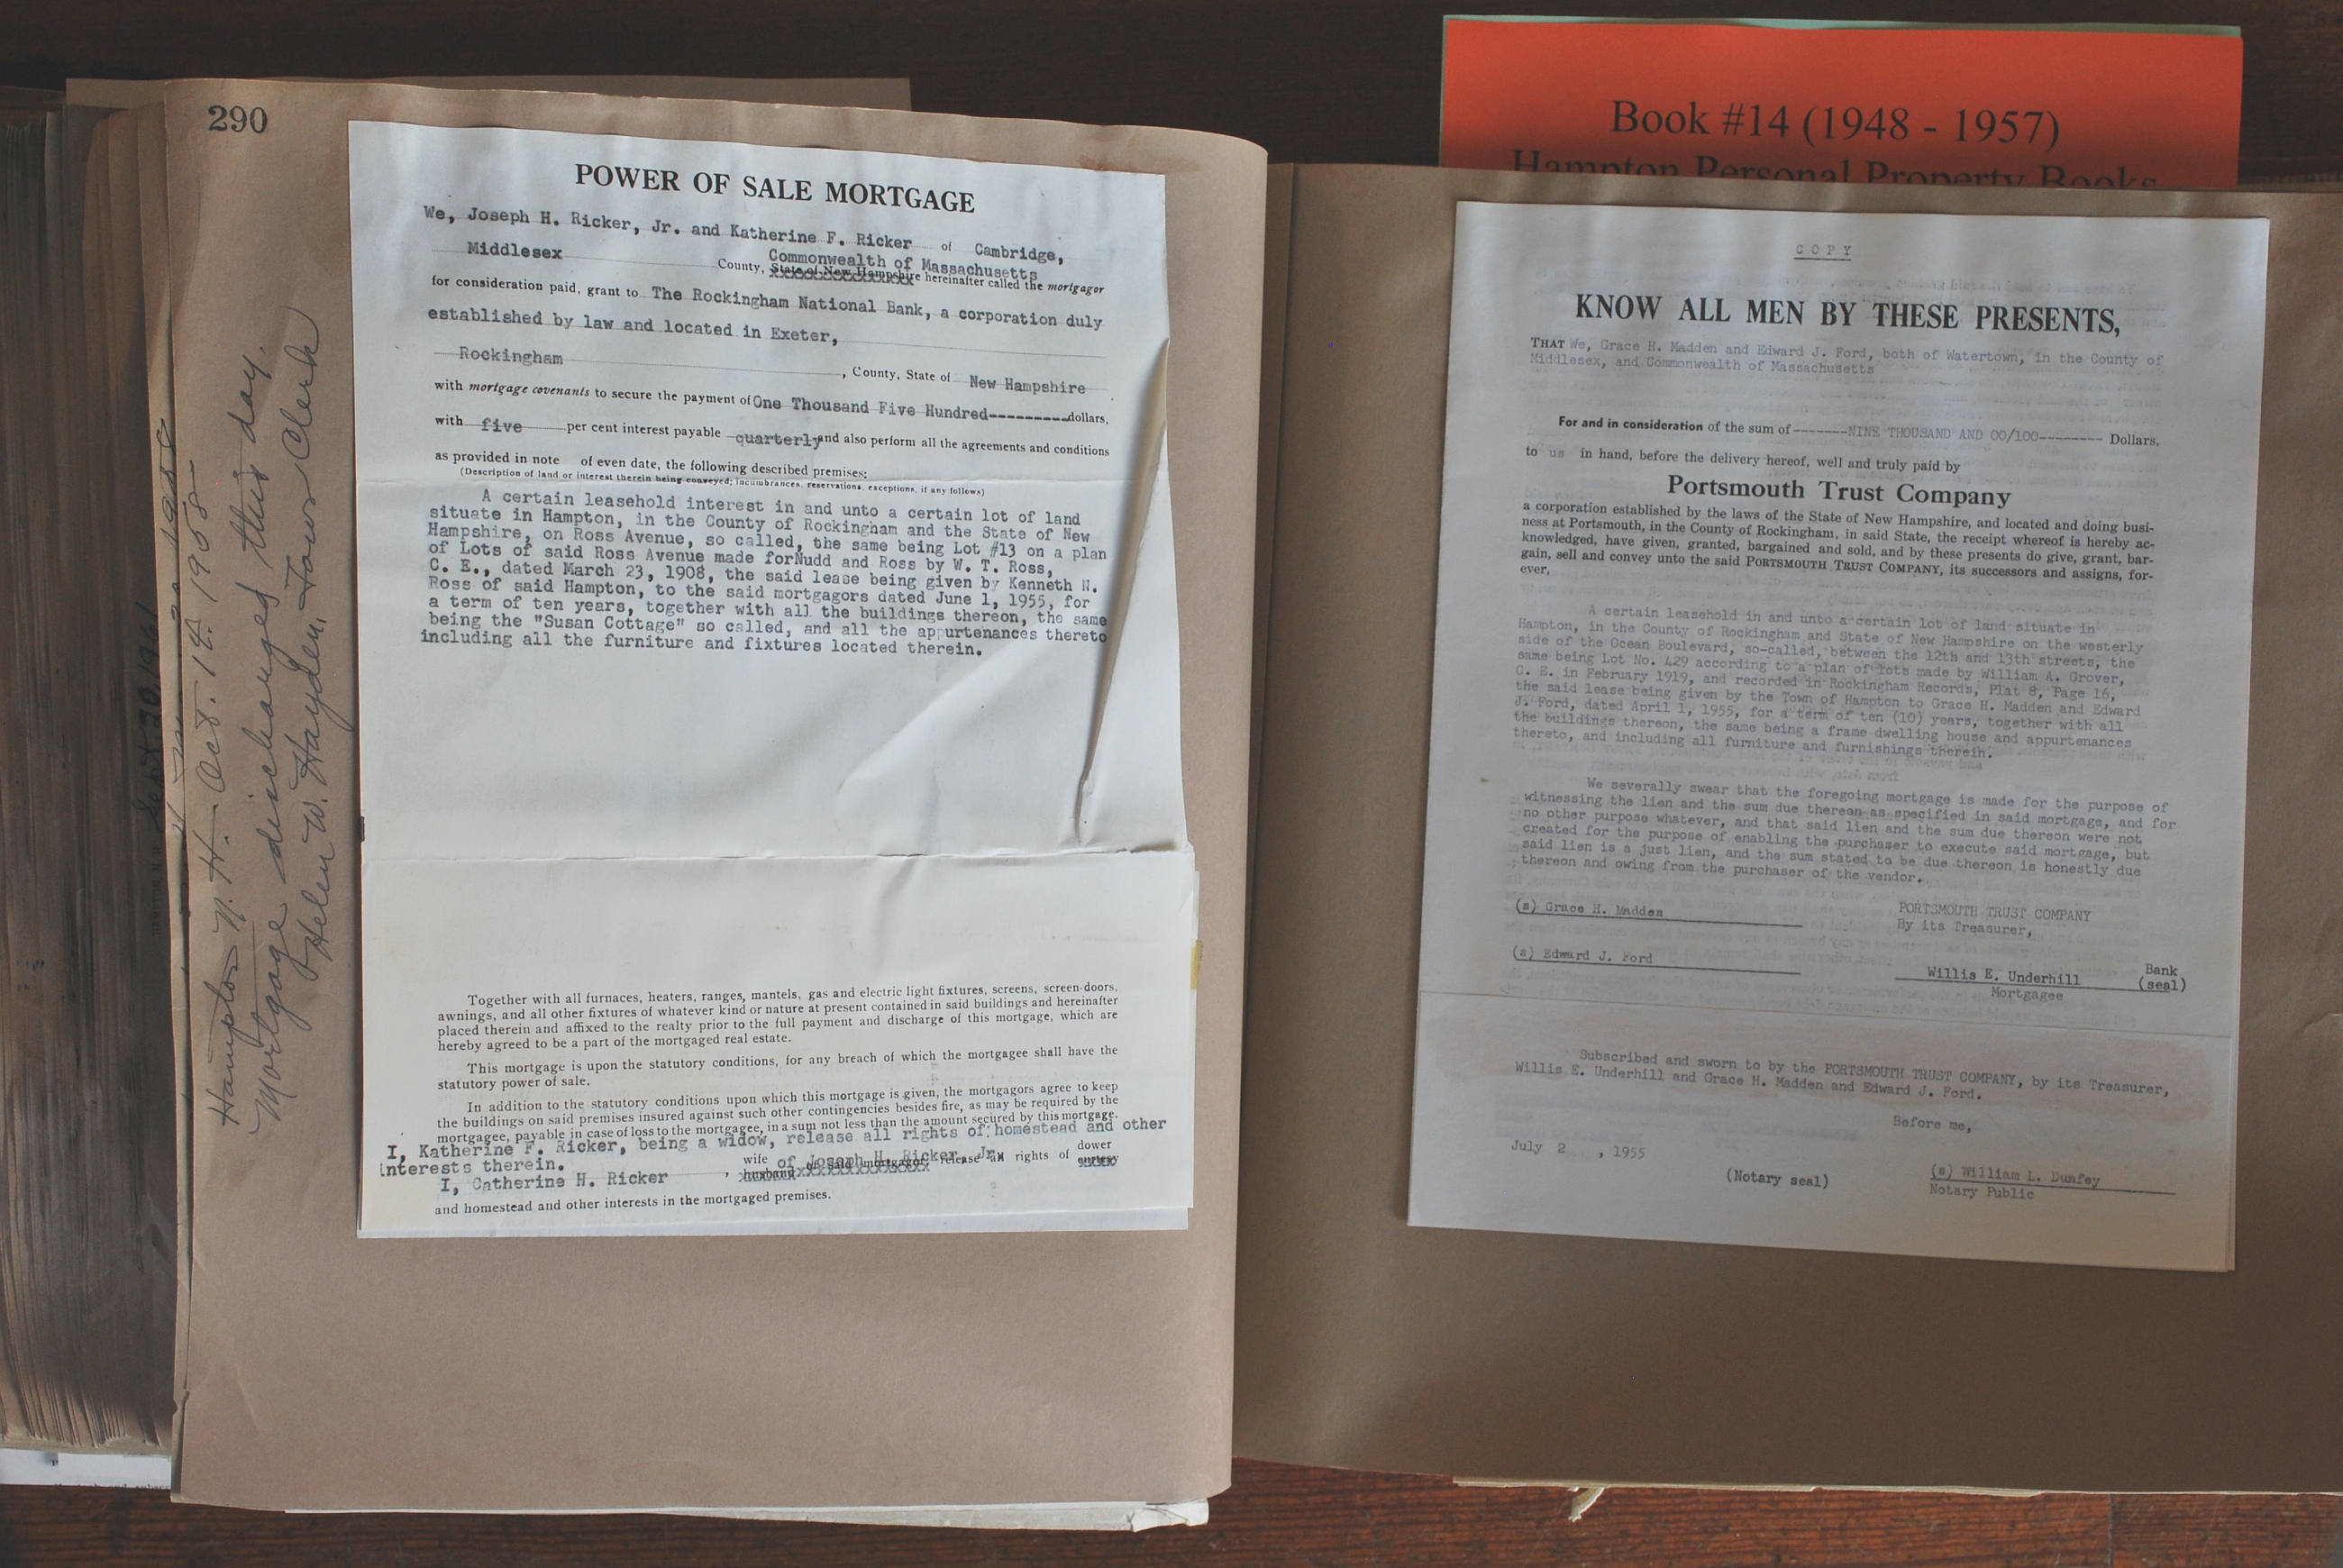 290
POWER OF SALE MORTGAGE
We, Joseph H. Ricker, Jr. and Katherine F. Ricker of Cambridge,
Middlesex County, Commonwealth of Massachusetts
State of New Hampshire hereinafter called the mortgagor
for consideration paid, grant to The Rockingham National Bank, a corporation duly
established by law and located in Exeter,
Rockingham , County, State of New Hampshire
with mortgage covenants to secure the payment of One Thousand Five Hundred---------dollars,
with five per cent interest payable quarterly and also perform all the agreements and conditions
as provided in note of even date, the following described premises:
(Description of land or interest therein being conveyed; incumbrances, reservations, exceptions, if any follows)
A certain leasehold interest in and unto a certain lot of land
situate in Hampton, in the County of Rockingham and the State of New
Hampshire, on Ross Avenue, so called, the same being Lot #13 on a plan
of Lots of said Ross Avenue made forNudd and Ross by W. T. Ross,
C. E., dated March 23, 1908, the said lease being given by Kenneth N.
Ross of said Hampton, to the said mortgagors dated June 1, 1955, for
a term of ten years, together with all the buildings thereon, the same
being the "Susan Cottage" so called, and all the appurtenances thereto
including all the furniture and fixtures located therein.
Together with all furnaces, heaters, ranges, mantels, gas and electric light fixtures, screens, screen-doors,
awnings, and all other fixtures of whatever kind or nature at present contained in said buildings and hereinafter
placed therein and affixed to the realty prior to the full payment and discharge of this mortgage, which are
hereby agreed to be a part of the mortgaged real estate.
This mortgage is upon the statutory conditions, for any breach of which the mortgagee shall have the
statutory power of sale.
In addition to the statutory conditions upon which this mortgage is given, the mortgagors agree to keep
the buildings on said premises insured against such other contingencies besides fire, as may be required by the
mortgagee, payable in case of loss to the mortgagee, in a sum not less than the amount secured by this mortgage.
I, Katherine F. Ricker, being a widow, release all rights of homestead and other
interests therein.
I, Catherine H. Ricker , wife of Joseph H. Ricker, Jr. release all rights of dower
husband of said mortgagor curtesy
and homestead and other interests in the mortgaged premises.
Hampton N. H. Oct. 14 1958
Mortgage discharged this day.
Helen W. Hayden, Town Clerk
Sept. 20, 1961
Book #14 (1948 - 1957)
Hampton Personal Property Books
COPY
KNOW ALL MEN BY THESE PRESENTS,
THAT We, Grace H. Madden and Edward J. Ford, both of Watertown, in the County of
Middlesex, and Commonwealth of Massachusetts
For and in consideration of the sum of-------NINE THOUSAND AND 00/100-------- Dollars,
to us in hand, before the delivery hereof, well and truly paid by
Portsmouth Trust Company
a corporation established by the laws of the State of New Hampshire, and located and doing busi-
ness at Portsmouth, in the County of Rockingham, in said State, the receipt whereof is hereby ac-
knowledged, have given, granted, bargained and sold, and by these presents do give, grant, bar-
gain, sell and convey unto the said PORTSMOUTH TRUST COMPANY, its successors and assigns, for-
ever,
A certain leasehold in and unto a certain lot of land situate in
Hampton, in the County of Rockingham and State of New Hampshire on the westerly
side of the Ocean Boulevard, so-called, between the 12th and 13th streets, the
same being Lot No. 429 according to a plan of lots made by William A. Grover,
C. E. in February 1919, and recorded in Rockingham Records, Plat 8, Page 16,
the said lease being given by the Town of Hampton to Grace H. Madden and Edward
J. Ford, dated April 1, 1955, for a term of ten (10) years, together with all
the buildings thereon, the same being a frame dwelling house and appurtenances
thereto, and including all furniture and furnishings therein.
We severally swear that the foregoing mortgage is made for the purpose of
witnessing the lien and the sum due thereon as specified in said mortgage, and for
no other purpose whatever, and that said lien and the sum due thereon were not
created for the purpose of enabling the purchaser to execute said mortgage, but
said lien is a just lien, and the sum stated to be due thereon is honestly due
thereon and owing from the purchaser of the vendor.
(s) Grace H. Madden PORTSMOUTH TRUST COMPANY
By its Treasurer,
(s) Edward J. Ford
Willis E. Underhill Bank
(seal)
Mortgagee
Subscribed and sworn to by the PORTSMOUTH TRUST COMPANY, by its Treasurer,
Willis E. Underhill and Grace H. Madden and Edward J. Ford.
Before me,
July 2 , 1955
(Notary seal) (s) William L. Dunfey
Notary Public